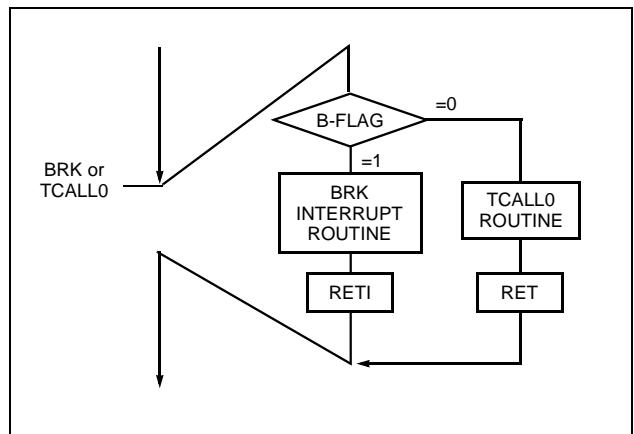 B-FLAG
=0
=1
BRK or
TCALL0
BRK
INTERRUPT
ROUTINE
TCALL0
ROUTINE
RETI
RET